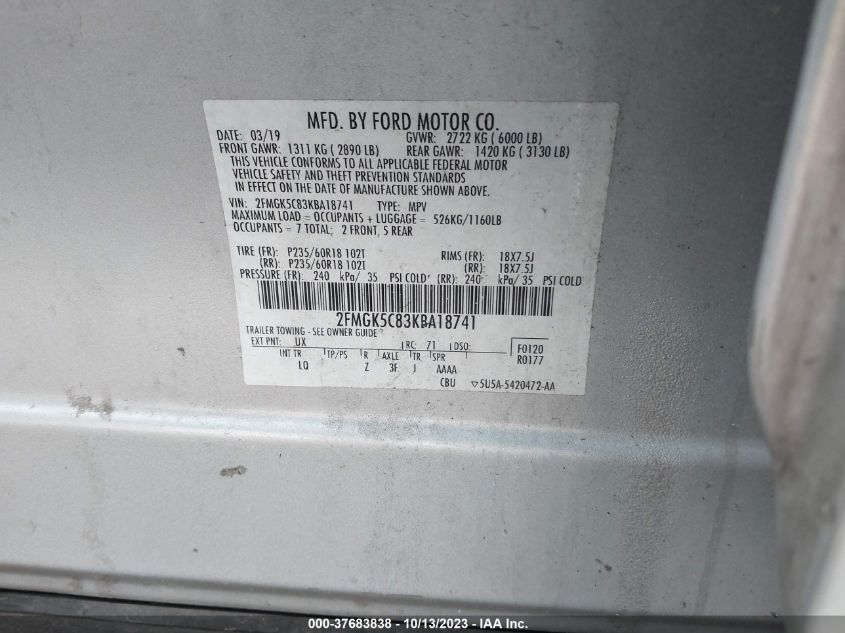 MFD. BY FORD MOTOR CO.
DATE: 03/19 GVWR: 2722 KG ( 6000 LB)
FRONT GAWR: 1311 KG ( 2890 LB) REAR GAWR: 1420 KG ( 3130 LB)
THIS VEHICLE CONFORMS TO ALL APPLICABLE FEDERAL MOTOR
VEHICLE SAFETY AND THEFT PREVENTION STANDARDS
IN EFFECT ON THE DATE OF MANUFACTURE SHOWN ABOVE.
VIN: 2FMGK5C83KBA18741 TYPE: MPV
MAXIMUM LOAD = OCCUPANTS + LUGGAGE = 526KG/1160LB
OCCUPANTS = 7 TOTAL; 2 FRONT, 5 REAR
TIRE (FR): P235/60R18 102T RIMS (FR): 18X7.5J
(RR): P235/60R18 102T (RR): 18X7.5J
PRESSURE (FR): 240 kPa/ 35 PSI COLD (RR): 240 kPa/ 35 PSI COLD
2FMGK5C83KBA18741
TRAILER TOWING - SEE OWNER GUIDE
EXT PNT: UX RC: 71 DSO: F0120
INT TR TP/PS R AXLE TR SPR R0177
LQ Z 3F J AAAA
CBU ▽5U5A-5420472-AA
000-37683838 - 10/13/2023 - IAA Inc.